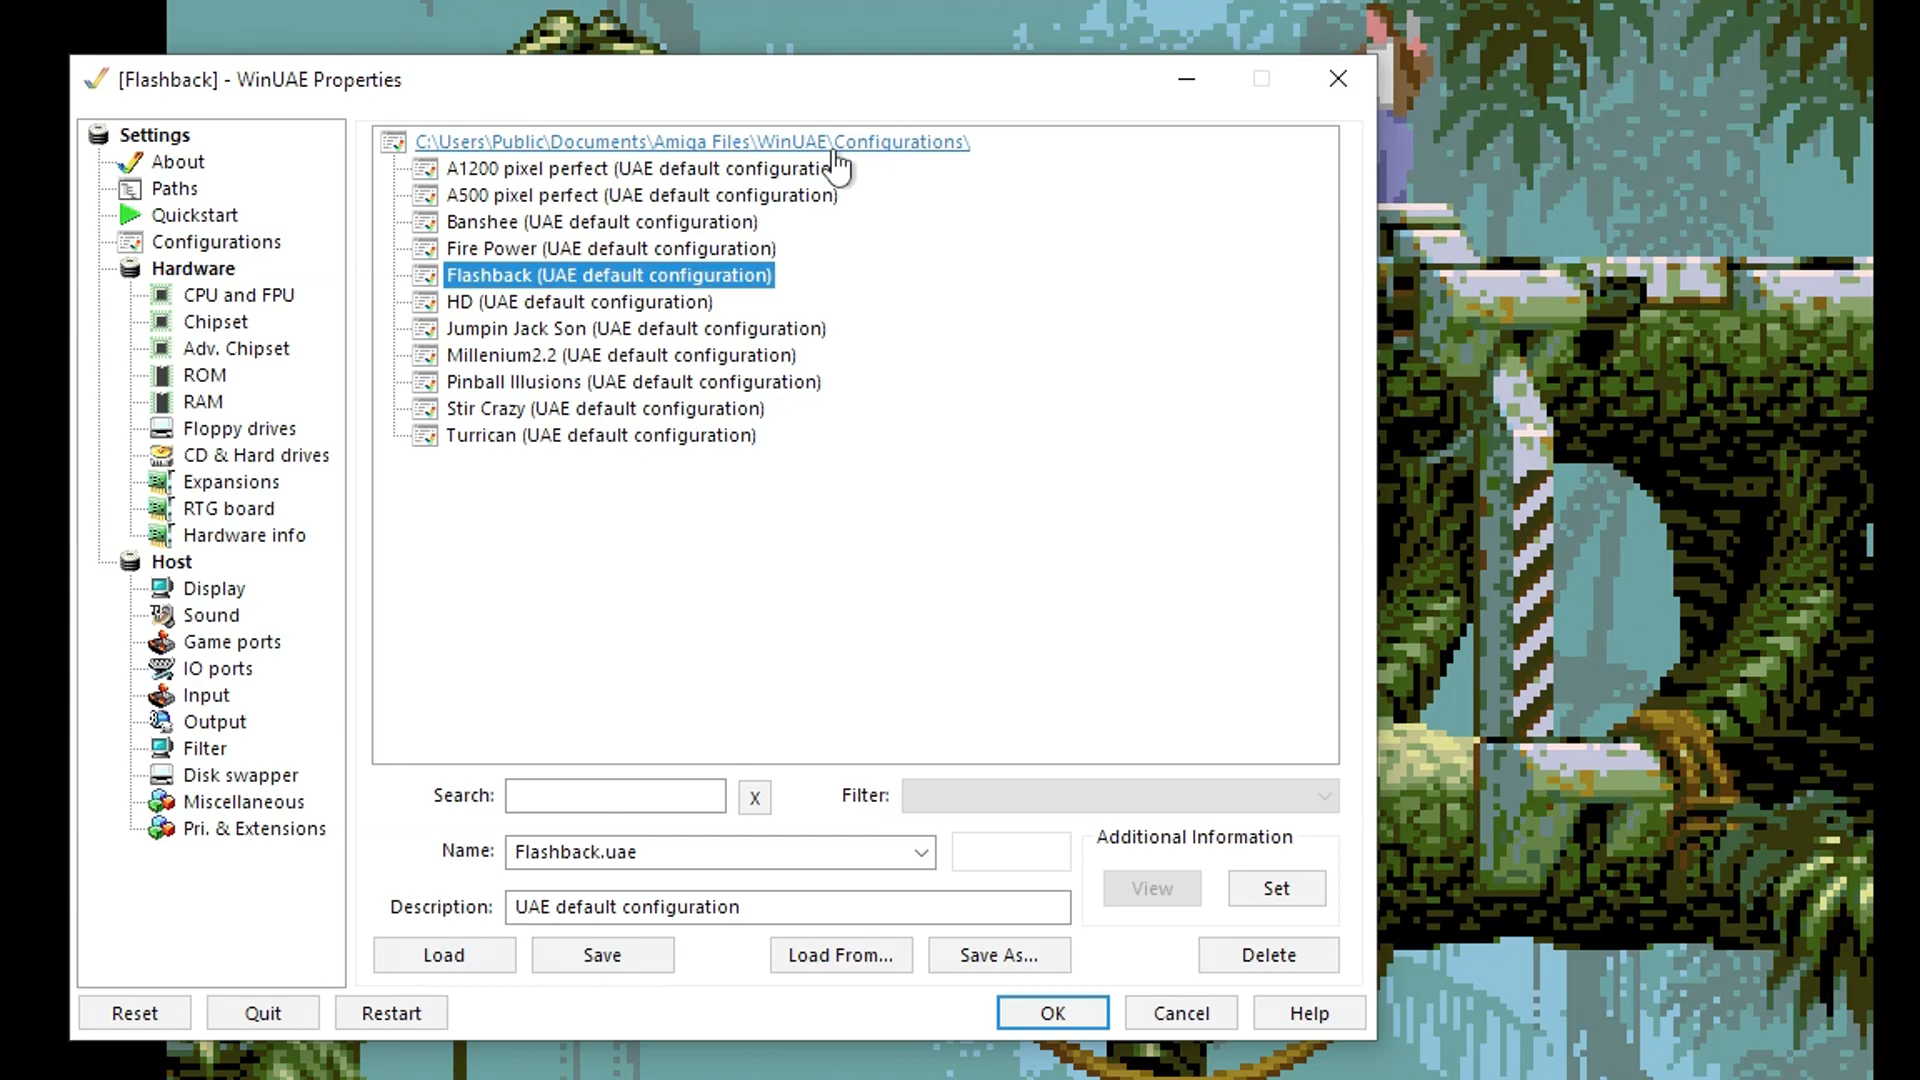 [Flashback] - WinUAE Properties
Settings
About
Paths
Quickstart
Configurations
Hardware
CPU and FPU
Chipset
Adv. Chipset
ROM
RAM
Floppy drives
CD & Hard drives
Expansions
RTG board
Hardware info
Host
Display
Sound
Game ports
IO ports
Input
Output
Filter
Disk swapper
Miscellaneous
Pri. & Extensions
C:\Users\Public\Documents\Amiga Files\WinUAE\Configurations\
A1200 pixel perfect (UAE default configuratio
A500 pixel perfect (UAE default configuration)
Banshee (UAE default configuration)
Fire Power (UAE default configuration)
Flashback (UAE default configuration)
HD (UAE default configuration)
Jumpin Jack Son (UAE default configuration)
Millenium2.2 (UAE default configuration)
Pinball Illusions (UAE default configuration)
Stir Crazy (UAE default configuration)
Turrican (UAE default configuration)
Search: X Filter:
Name: Flashback.uae
Additional Information
View Set
Description: UAE default configuration
Load Save Load From... Save As... Delete
Reset Quit Restart OK Cancel Help